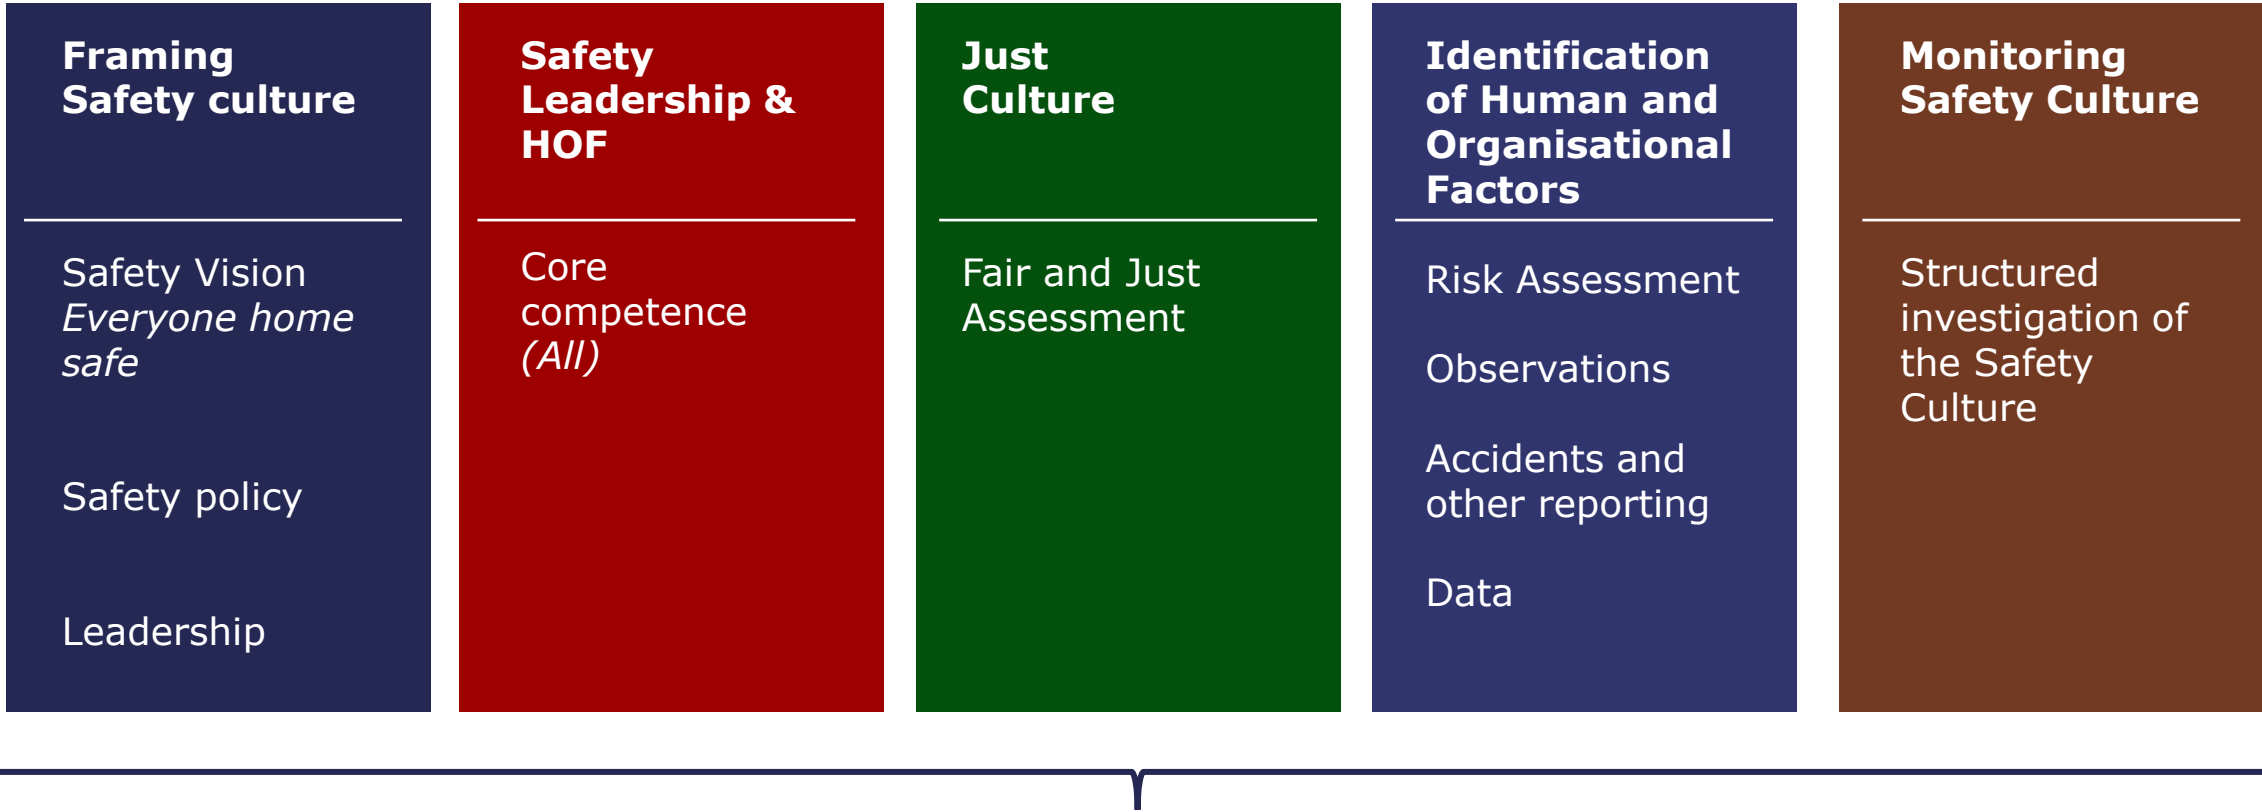 Framing
Safety culture
Safety Vision
Everyone home
safe
Safety policy
Leadership
Safety
Leadership &
HOF
Core
competence
(All)
Just
Culture
Fair and Just
Assessment
Identification
of Human and
Organisational
Factors
Risk Assessment
Observations
Accidents and
other reporting
Data
Monitoring
Safety Culture
Structured
investigation of
the Safety
Culture